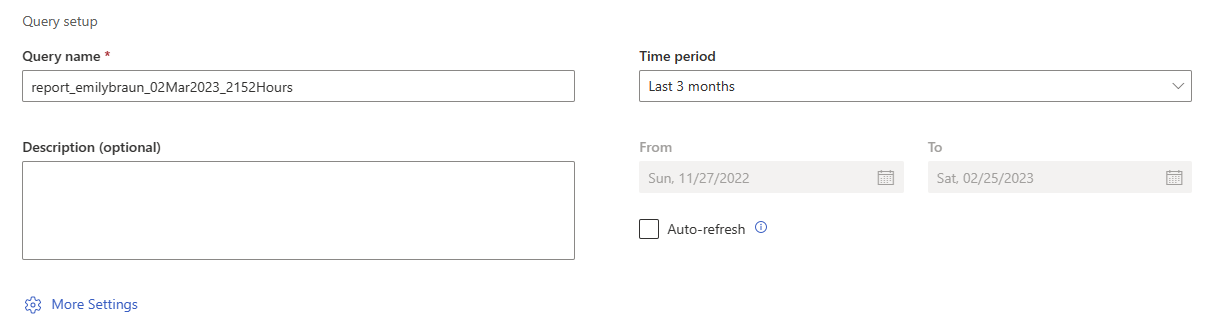 Query setup
Query name *
report_emilybraun_02Mar2023_2152Hours
Time period
Last 3 months
Description (optional)
From
Sun, 11/27/2022
To
Sat, 02/25/2023
Auto-refresh
More Settings